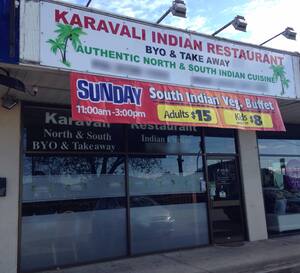 KARAVALI INDIAN RESTAURANT
BYO & TAKE AWAY
AUTHENTIC NORTH & SOUTH INDIAN CUISINE
SUNDAY
11:00am-3:00pm
South Indian Veg. Buffet
Adults $15
Kids $8
Karavali Restaurant
North & South Indian
BYO & Takeaway